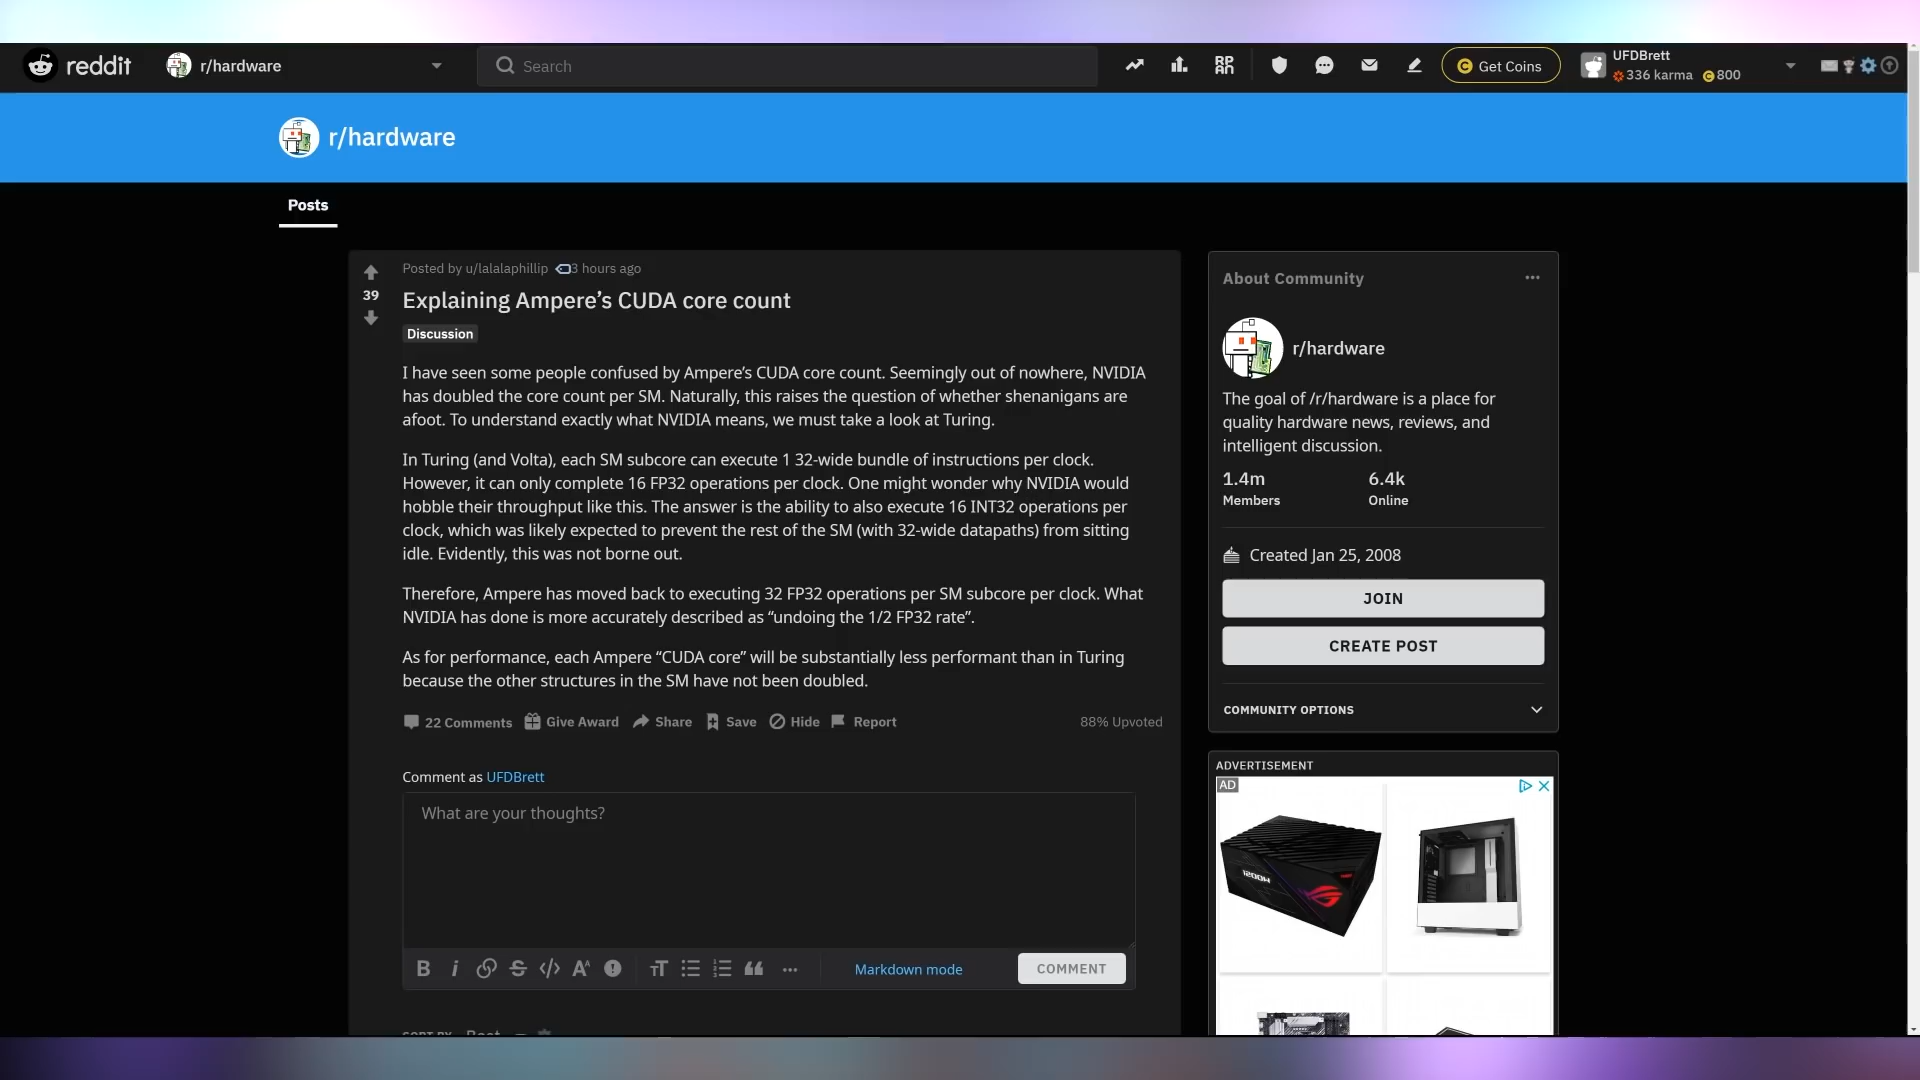 reddit
r/hardware
Search
RPAN
Get Coins
UFDBrett
336 karma 800
r/hardware
Posts
Posted by u/lalalaphillip 3 hours ago
39
Explaining Ampere’s CUDA core count
Discussion
I have seen some people confused by Ampere’s CUDA core count. Seemingly out of nowhere, NVIDIA
has doubled the core count per SM. Naturally, this raises the question of whether shenanigans are
afoot. To understand exactly what NVIDIA means, we must take a look at Turing.
In Turing (and Volta), each SM subcore can execute 1 32-wide bundle of instructions per clock.
However, it can only complete 16 FP32 operations per clock. One might wonder why NVIDIA would
hobble their throughput like this. The answer is the ability to also execute 16 INT32 operations per
clock, which was likely expected to prevent the rest of the SM (with 32-wide datapaths) from sitting
idle. Evidently, this was not borne out.
Therefore, Ampere has moved back to executing 32 FP32 operations per SM subcore per clock. What
NVIDIA has done is more accurately described as “undoing the 1/2 FP32 rate”.
As for performance, each Ampere “CUDA core” will be substantially less performant than in Turing
because the other structures in the SM have not been doubled.
22 Comments Give Award Share Save Hide Report 88% Upvoted
Comment as UFDBrett
What are your thoughts?
Markdown mode
COMMENT
SORT BY Best
About Community
r/hardware
The goal of /r/hardware is a place for
quality hardware news, reviews, and
intelligent discussion.
1.4m 6.4k
Members Online
Created Jan 25, 2008
JOIN
CREATE POST
COMMUNITY OPTIONS
ADVERTISEMENT
AD
1200W